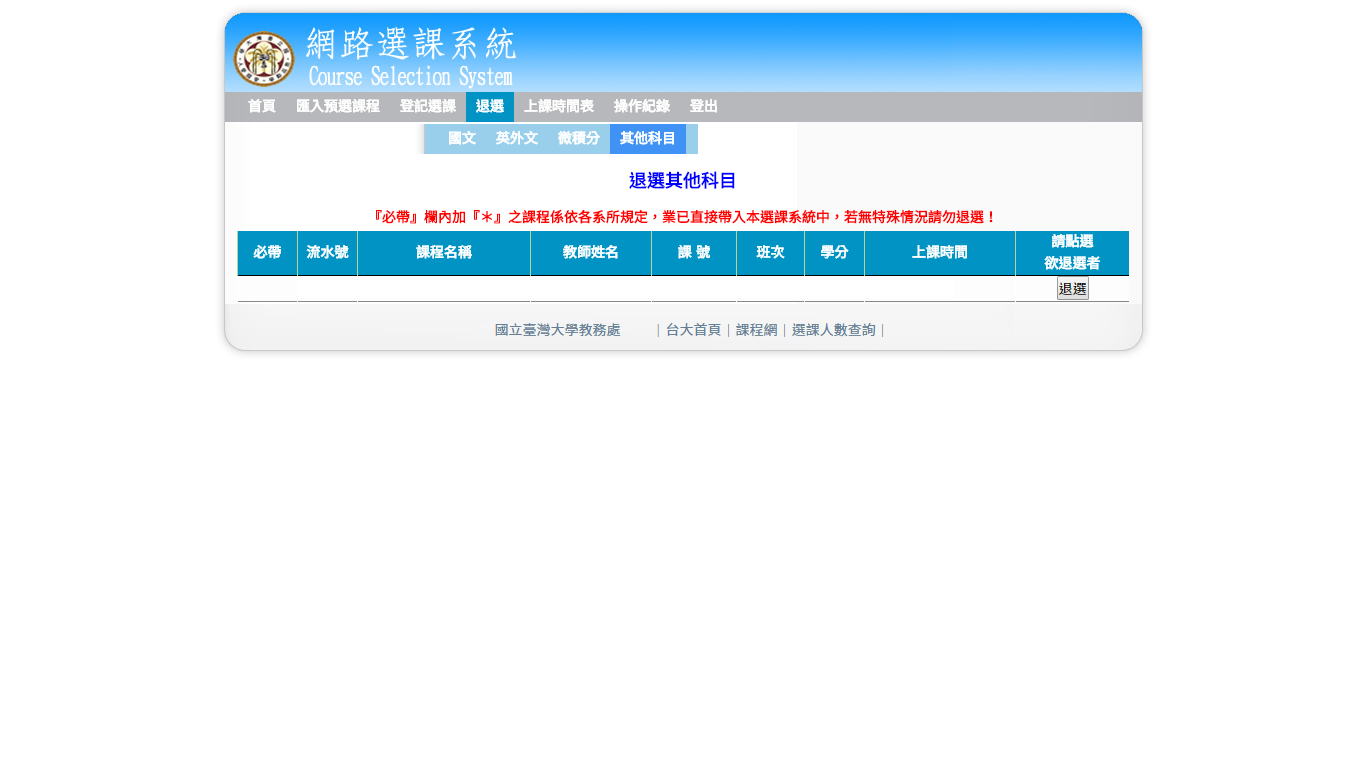 網路選課系統
Course Selection System
首頁 匯入預選課程 登記選課 退選 上課時間表 操作紀錄 登出
國文 英外文 微積分 其他科目
退選其他科目
『必帶』欄內加『＊』之課程係依各系所規定，業已直接帶入本選課系統中，若無特殊情況請勿退選！
必帶 流水號 課程名稱 教師姓名 課 號 班次 學分 上課時間 請點選
欲退選者
退選
國立臺灣大學教務處 | 台大首頁 | 課程網 | 選課人數查詢 |